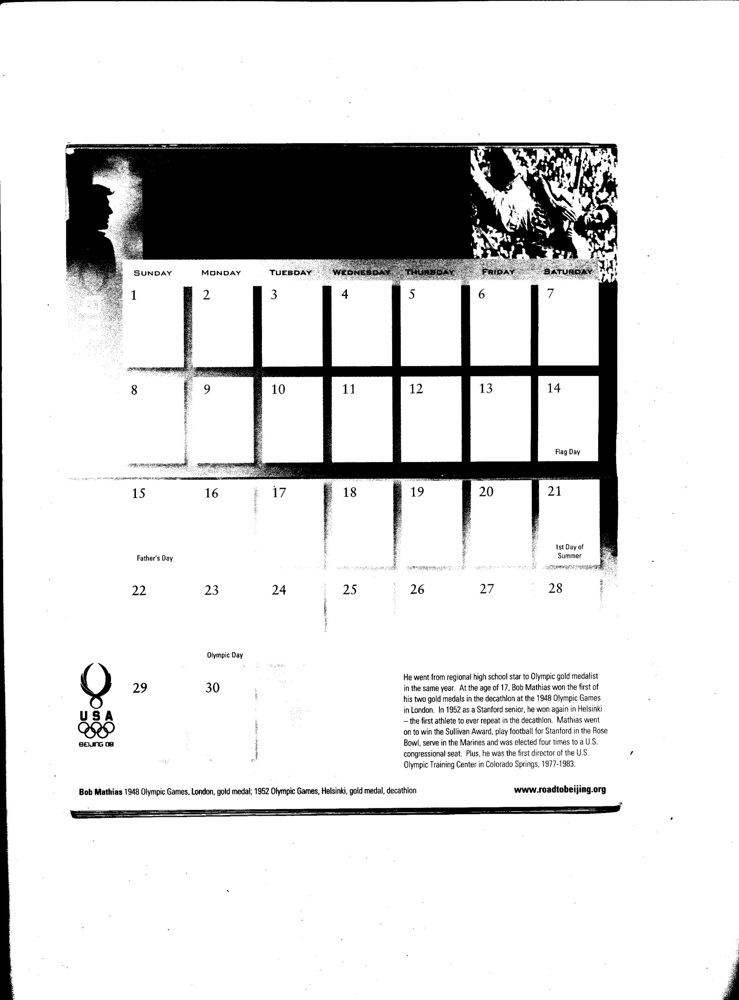 SUNDAY MONDAY TUESDAY WEDNESDAY THURSDAY FRIDAY SATURDAY
1 2 3 4 5 6 7
8 9 10 11 12 13 14
Flag Day
15 16 17 18 19 20 21
Father's Day
1st Day of
Summer
22 23 24 25 26 27 28
Olympic Day
29 30
USA
BEIJING 08
He went from regional high school star to Olympic gold medalist
in the same year. At the age of 17, Bob Mathias won the first of
his two gold medals in the decathlon at the 1948 Olympic Games
in London. In 1952 as a Stanford senior, he won again in Helsinki
– the first athlete to ever repeat in the decathlon. Mathias went
on to win the Sullivan Award, play football for Stanford in the Rose
Bowl, serve in the Marines and was elected four times to a U.S.
congressional seat. Plus, he was the first director of the U.S.
Olympic Training Center in Colorado Springs, 1977-1983.
Bob Mathias 1948 Olympic Games, London, gold medal; 1952 Olympic Games, Helsinki, gold medal, decathlon
www.roadtobeijing.org